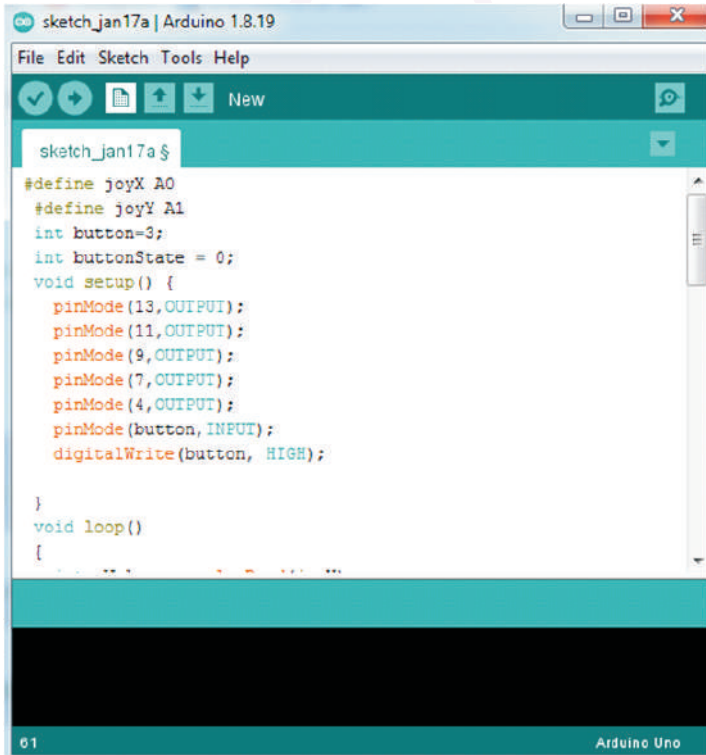 sketch_jan17a | Arduino 1.8.19
File Edit Sketch Tools Help
New
sketch_jan17a §
#define joyX A0
#define joyY A1
int button=3;
int buttonState = 0;
void setup() {
pinMode(13,OUTPUT);
pinMode(11,OUTPUT);
pinMode(9,OUTPUT);
pinMode(7,OUTPUT);
pinMode(4,OUTPUT);
pinMode(button,INPUT);
digitalWrite(button, HIGH);
}
void loop()
{
61
Arduino Uno